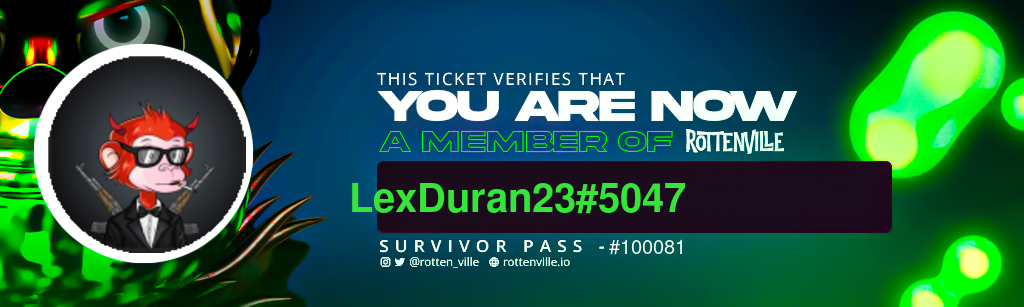 THIS TICKET VERIFIES THAT
YOU ARE NOW
A MEMBER OF ROTTENVILLE
LexDuran23#5047
SURVIVOR PASS - #100081
@rotten_ville rottenville.io